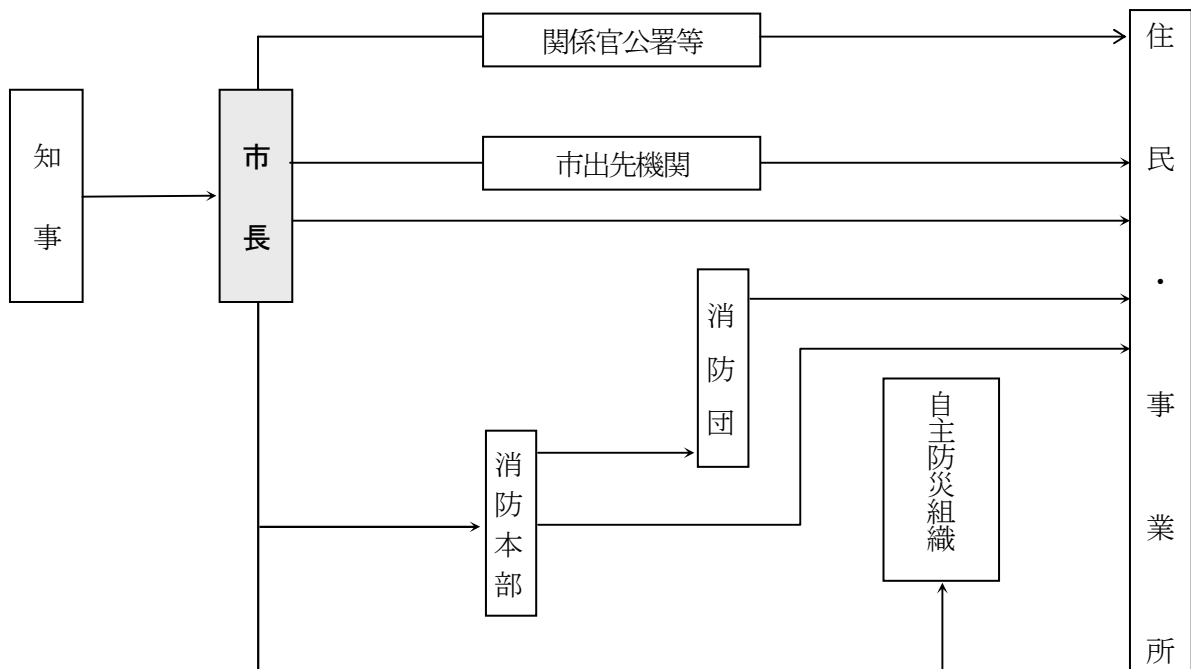 関係官公署等
知事
市長
市出先機関
消防団
消防本部
自主防災組織
住民・事業所